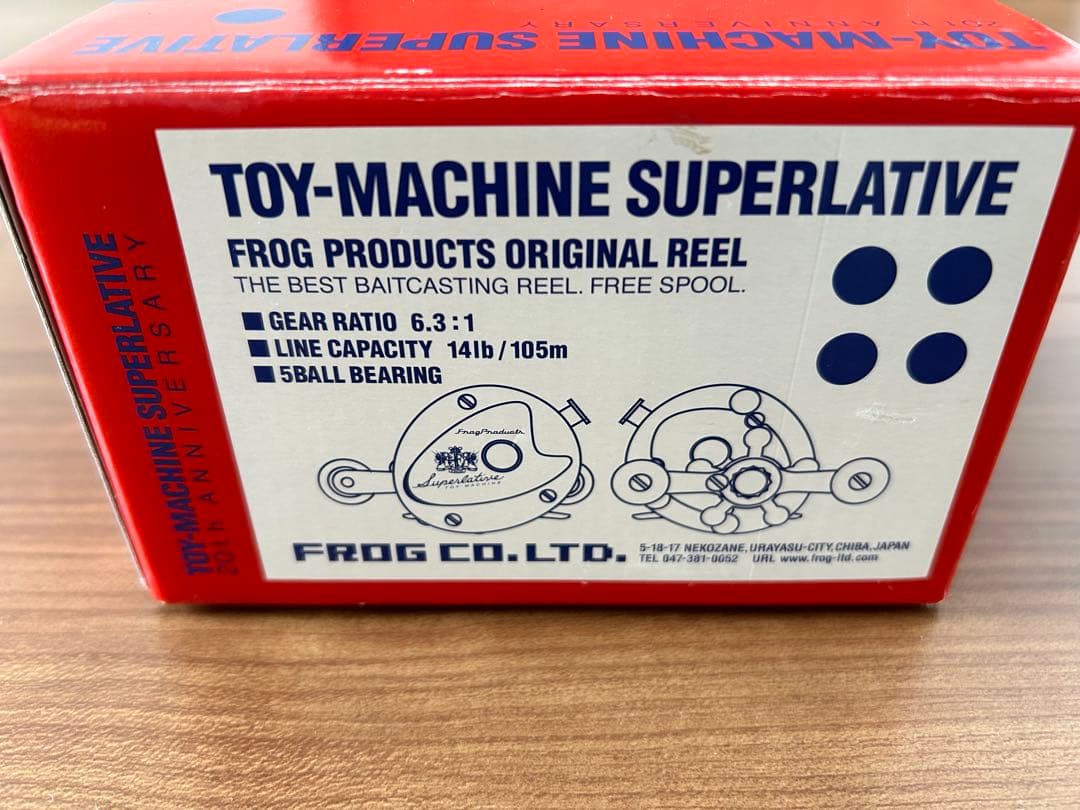 TOY-MACHINE SUPERLATIVE
20th ANNIVERSARY
TOY-MACHINE SUPERLATIVE
FROG PRODUCTS ORIGINAL REEL
THE BEST BAITCASTING REEL. FREE SPOOL.
■GEAR RATIO 6.3:1
■LINE CAPACITY 14lb/105m
■5BALL BEARING
FrogProducts
Superlative
TOY-MACHINE
FROG CO.LTD.
5-18-17 NEKOZANE, URAYASU-CITY, CHIBA, JAPAN
TEL 047-381-0052 URL www.frog-ltd.com
TOY-MACHINE SUPERLATIVE
20th ANNIVERSARY